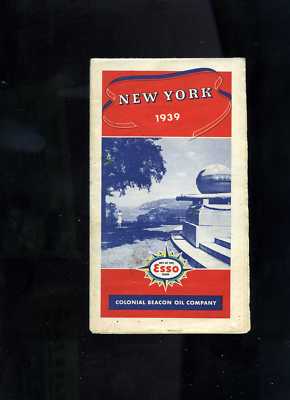 NEW YORK
1939
Esso
COLONIAL BEACON OIL COMPANY